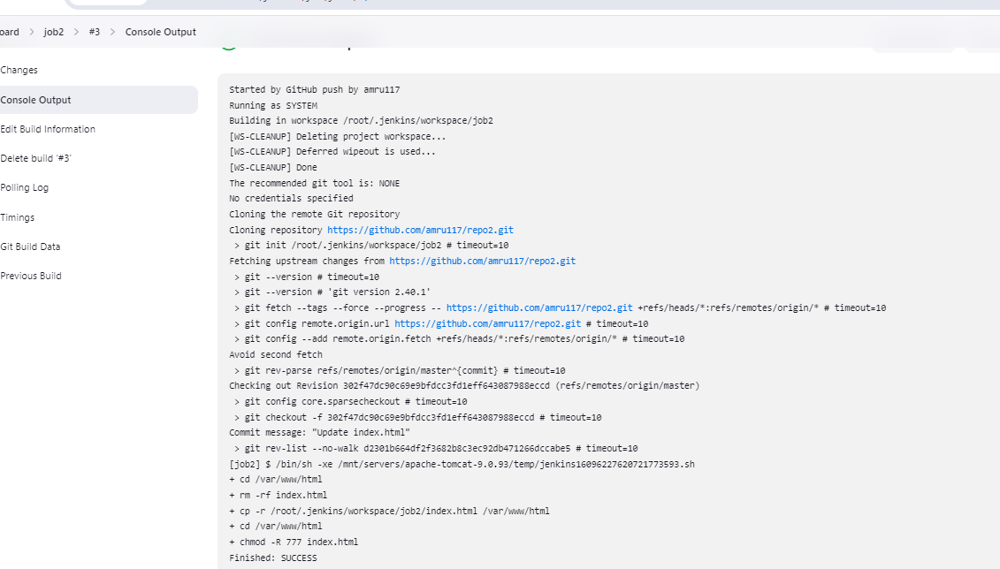 oard > job2 > #3 > Console Output
Changes
Console Output
Edit Build Information
Delete build ‘#3’
Polling Log
Timings
Git Build Data
Previous Build
Started by GitHub push by amru117
Running as SYSTEM
Building in workspace /root/.jenkins/workspace/job2
[WS-CLEANUP] Deleting project workspace...
[WS-CLEANUP] Deferred wipeout is used...
[WS-CLEANUP] Done
The recommended git tool is: NONE
No credentials specified
Cloning the remote Git repository
Cloning repository https://github.com/amru117/repo2.git
> git init /root/.jenkins/workspace/job2 # timeout=10
Fetching upstream changes from https://github.com/amru117/repo2.git
> git --version # timeout=10
> git --version # 'git version 2.40.1'
> git fetch --tags --force --progress -- https://github.com/amru117/repo2.git +refs/heads/*:refs/remotes/origin/* # timeout=10
> git config remote.origin.url https://github.com/amru117/repo2.git # timeout=10
> git config --add remote.origin.fetch +refs/heads/*:refs/remotes/origin/* # timeout=10
Avoid second fetch
> git rev-parse refs/remotes/origin/master^{commit} # timeout=10
Checking out Revision 302f47dc90c69e9bfdcc3fd1eff643087988eccd (refs/remotes/origin/master)
> git config core.sparsecheckout # timeout=10
> git checkout -f 302f47dc90c69e9bfdcc3fd1eff643087988eccd # timeout=10
Commit message: "Update index.html"
> git rev-list --no-walk d2301b664df2f3682b8c3ec92db471266dccabe5 # timeout=10
[job2] $ /bin/sh -xe /mnt/servers/apache-tomcat-9.0.93/temp/jenkins16096227620721773593.sh
+ cd /var/www/html
+ rm -rf index.html
+ cp -r /root/.jenkins/workspace/job2/index.html /var/www/html
+ cd /var/www/html
+ chmod -R 777 index.html
Finished: SUCCESS